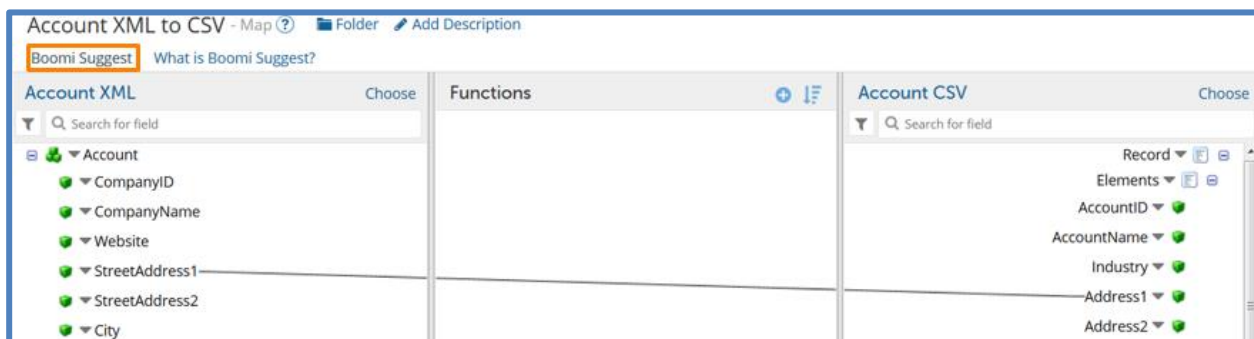 Account XML to CSV - Map ? Folder Add Description
Boomi Suggest What is Boomi Suggest?
Account XML Choose Functions Account CSV Choose
Search for field Search for field
Account Record
CompanyID Elements
CompanyName AccountID
Website AccountName
StreetAddress1 Industry
StreetAddress2 Address1
City Address2